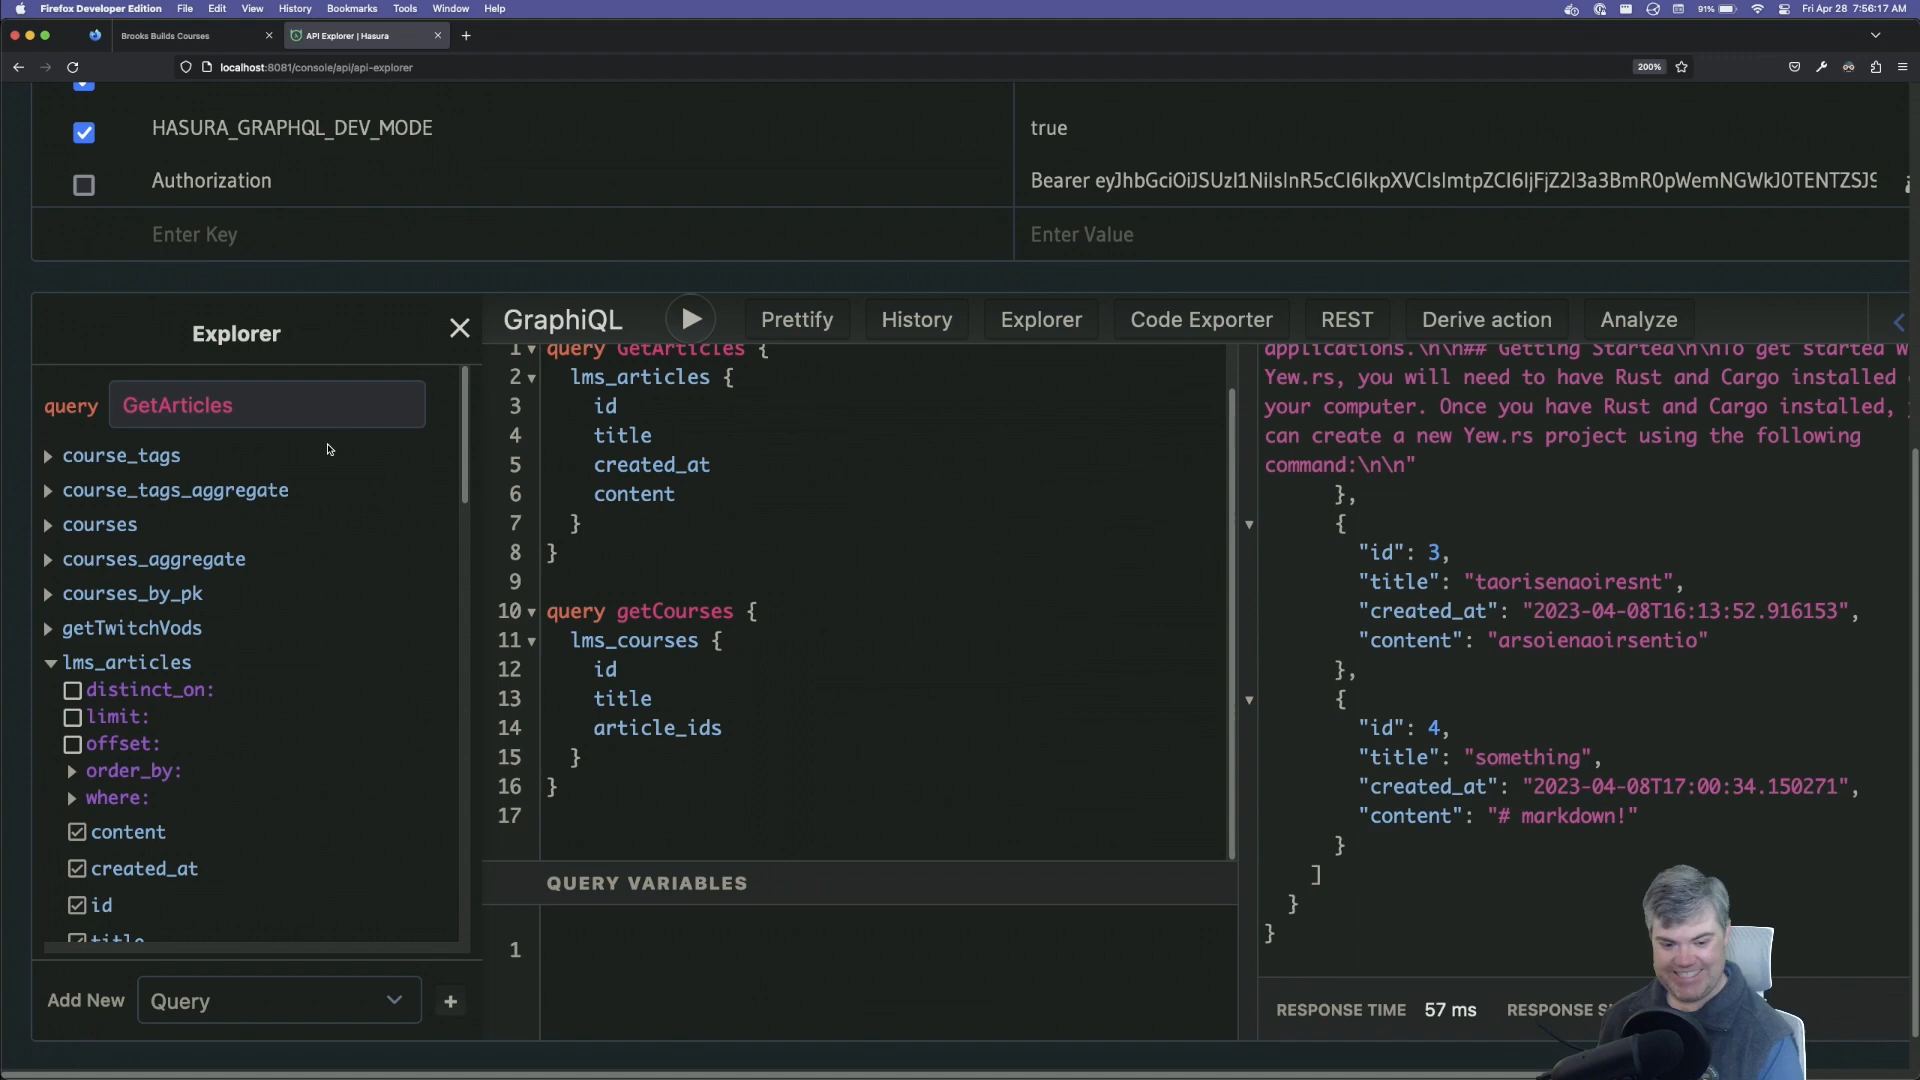 Firefox Developer Edition File Edit View History Bookmarks Tools Window Help 91% Fri Apr 28 7:56:17 AM
Brooks Builds Courses API Explorer | Hasura
localhost:8081/console/api/api-explorer 200%
HASURA_GRAPHQL_DEV_MODE true
Authorization
Enter Key Enter Value
Explorer
query GetArticles
course_tags
course_tags_aggregate
courses
courses_aggregate
courses_by_pk
getTwitchVods
lms_articles
distinct_on:
limit:
offset:
order_by:
where:
content
created_at
id
title
Add New Query +
GraphiQL Prettify History Explorer Code Exporter REST Derive action Analyze
1 query GetArticles {
2 lms_articles {
3 id
4 title
5 created_at
6 content
7 }
8 }
9
10 query getCourses {
11 lms_courses {
12 id
13 title
14 article_ids
15 }
16 }
17
QUERY VARIABLES
1
applications.\n\n## Getting Started\n\nTo get started w
Yew.rs, you will need to have Rust and Cargo installed
your computer. Once you have Rust and Cargo installed,
can create a new Yew.rs project using the following
command:\n\n"
},
{
"id": 3,
"title": "taorisenaoiresnt",
"created_at": "2023-04-08T16:13:52.916153",
"content": "arsoienaoirsentio"
},
{
"id": 4,
"title": "something",
"created_at": "2023-04-08T17:00:34.150271",
"content": "# markdown!"
}
]
}
}
RESPONSE TIME 57 ms RESPONSE